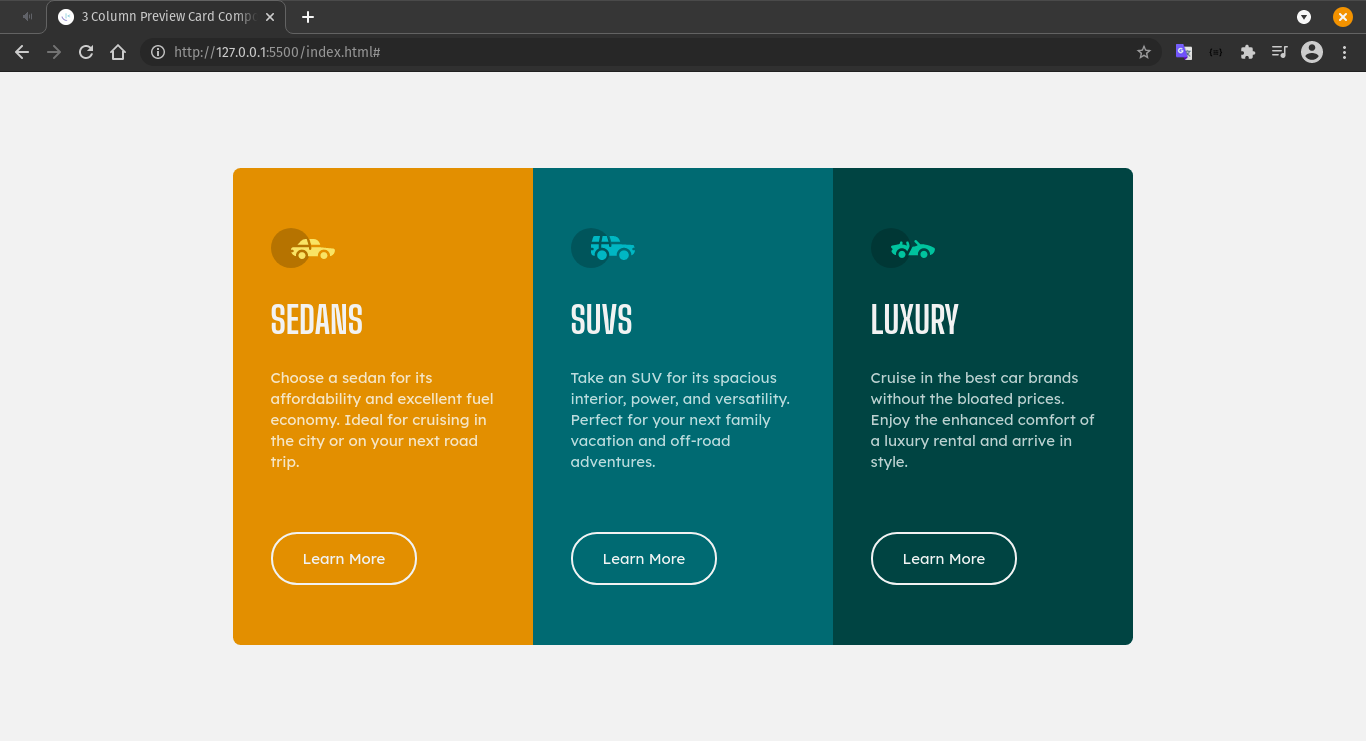 3 Column Preview Card Comp
http://127.0.0.1:5500/index.html#
SEDANS
Choose a sedan for its
affordability and excellent fuel
economy. Ideal for cruising in
the city or on your next road
trip.
Learn More
SUVS
Take an SUV for its spacious
interior, power, and versatility.
Perfect for your next family
vacation and off-road
adventures.
Learn More
LUXURY
Cruise in the best car brands
without the bloated prices.
Enjoy the enhanced comfort of
a luxury rental and arrive in
style.
Learn More